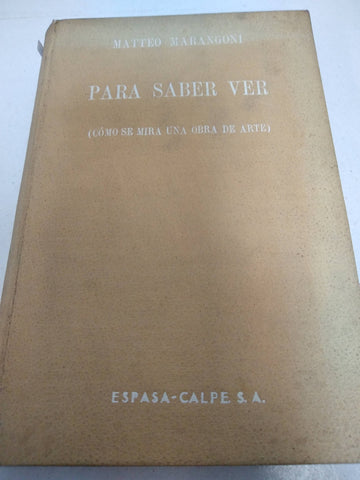 MATTEO MARANGONI
PARA SABER VER
(CÓMO SE MIRA UNA OBRA DE ARTE)
ESPASA-CALPE, S. A.